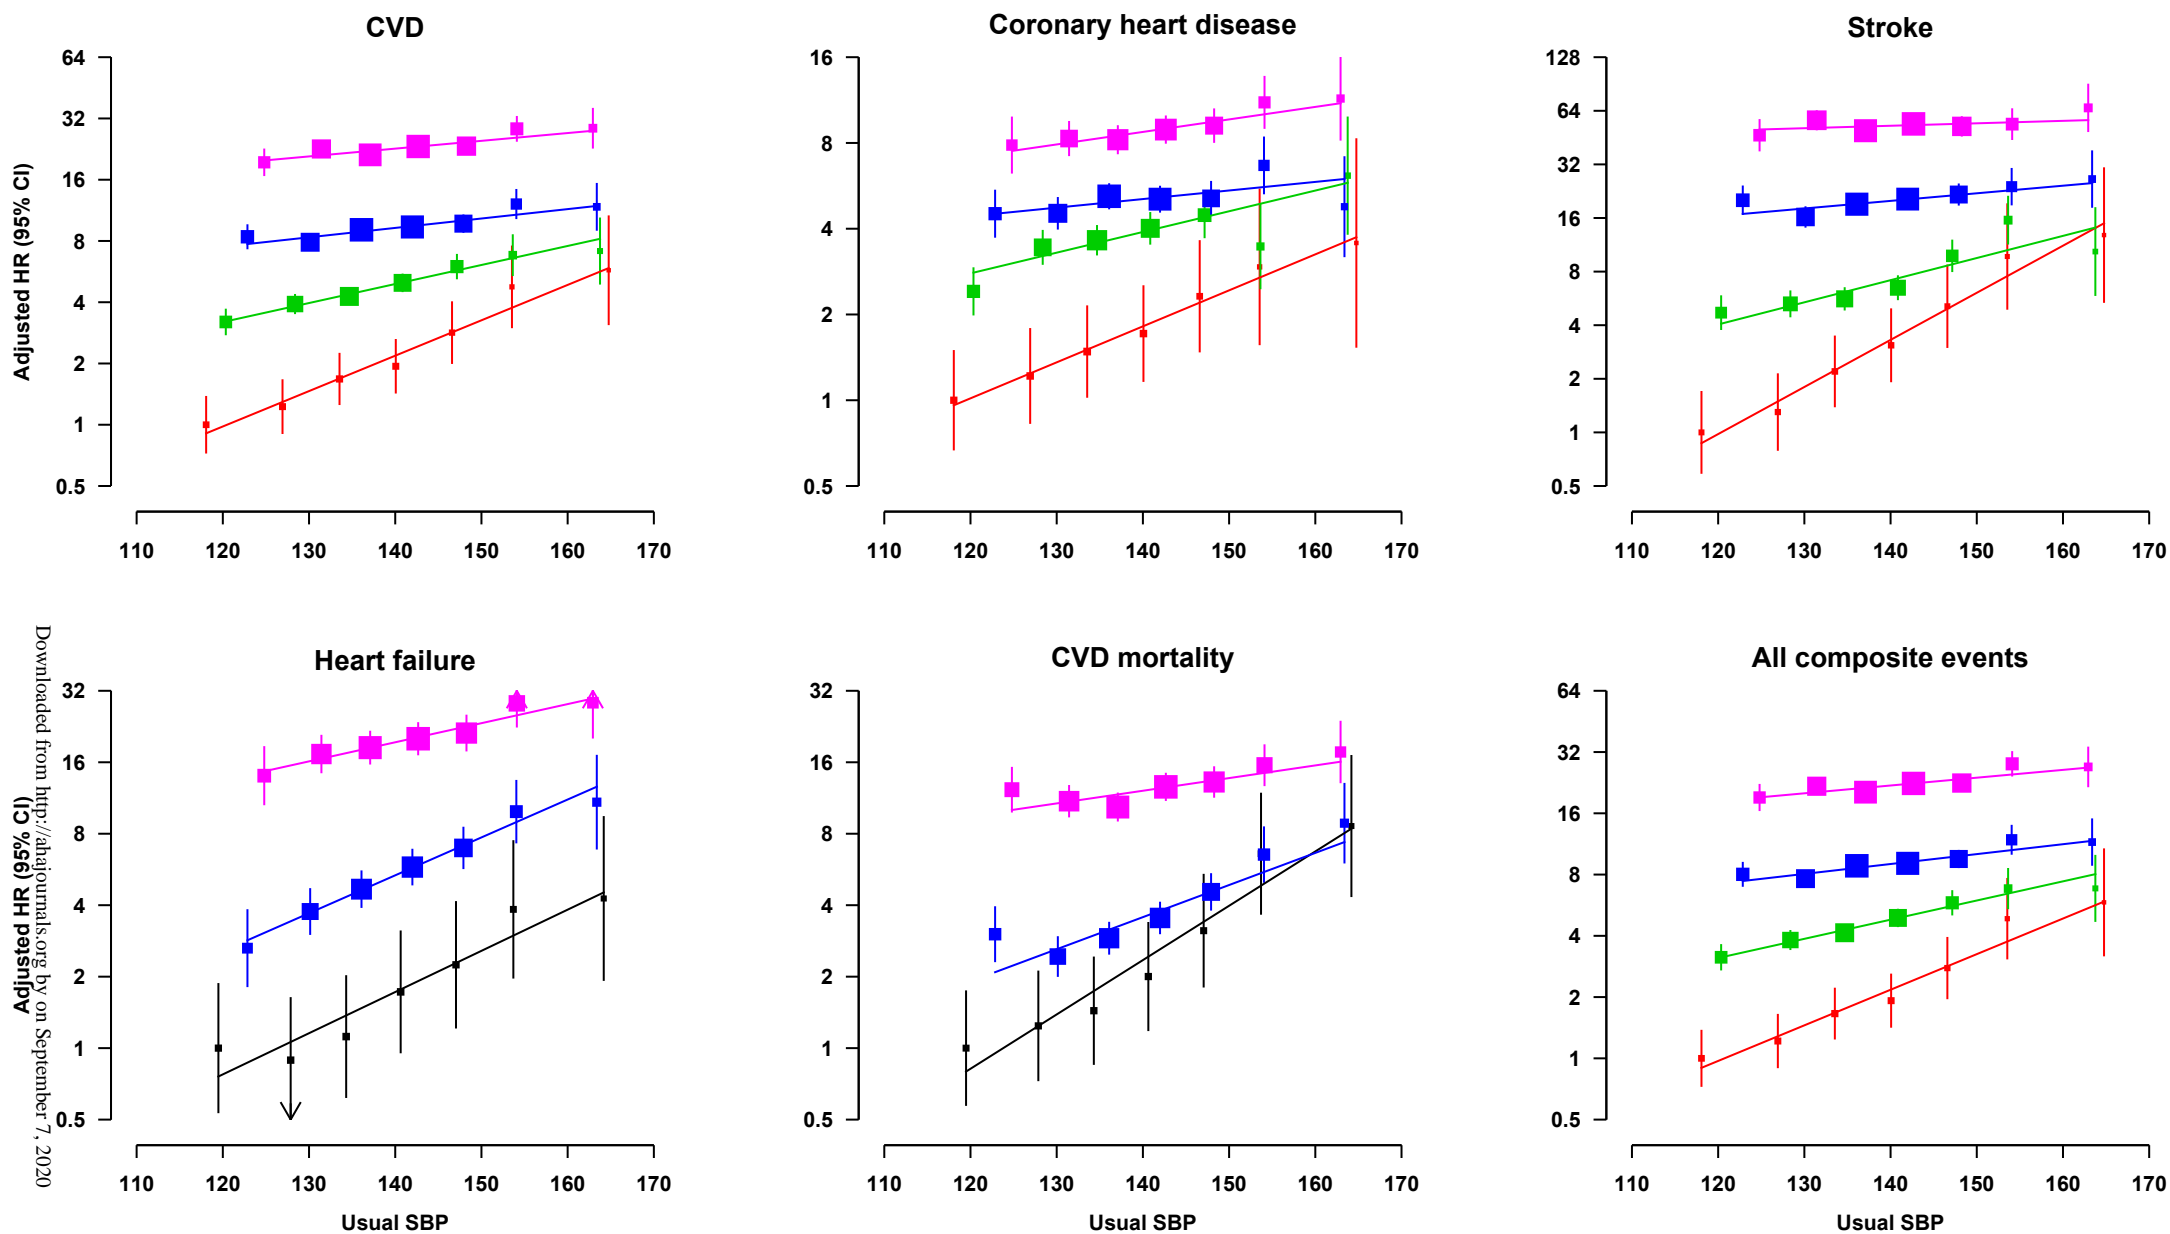 CVD
Coronary heart disease
Stroke
Adjusted HR (95% CI)
64
32
16
8
4
2
1
0.5
110 120 130 140 150 160 170
16
8
4
2
1
0.5
110 120 130 140 150 160 170
128
64
32
16
8
4
2
1
0.5
110 120 130 140 150 160 170
Heart failure
CVD mortality
All composite events
Adjusted HR (95% CI)
32
16
8
4
2
1
0.5
110 120 130 140 150 160 170
Usual SBP
32
16
8
4
2
1
0.5
110 120 130 140 150 160 170
Usual SBP
64
32
16
8
4
2
1
0.5
110 120 130 140 150 160 170
Usual SBP
Downloaded from http://ahajournals.org by on September 7, 2020